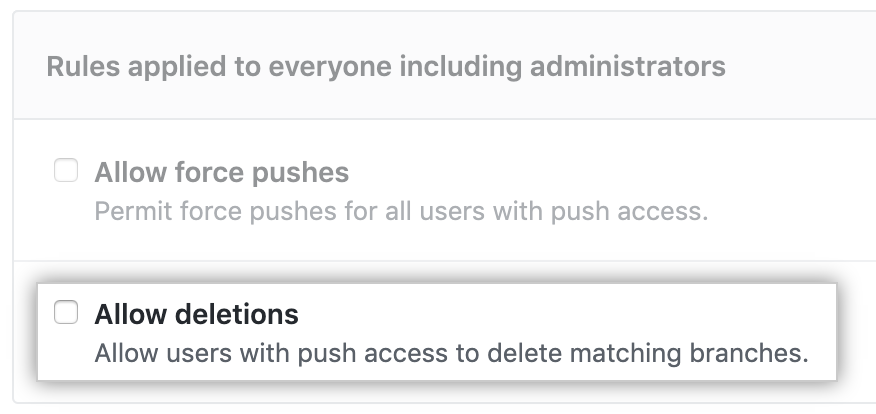 Rules applied to everyone including administrators
Allow force pushes
Permit force pushes for all users with push access.
Allow deletions
Allow users with push access to delete matching branches.